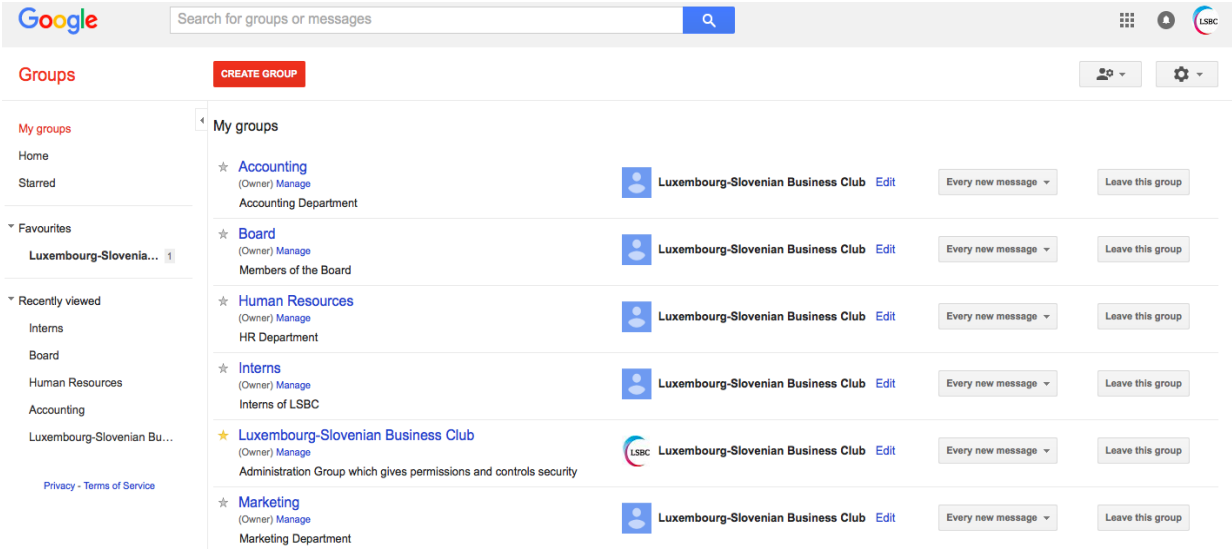 Google
Search for groups or messages
LSBC
Groups
CREATE GROUP
My groups
Home
Starred
Favourites
Luxembourg-Slovenia... 1
Recently viewed
Interns
Board
Human Resources
Accounting
Luxembourg-Slovenian Bu...
Privacy - Terms of Service
My groups
Accounting
(Owner) Manage
Accounting Department
Luxembourg-Slovenian Business Club Edit
Every new message
Leave this group
Board
(Owner) Manage
Members of the Board
Luxembourg-Slovenian Business Club Edit
Every new message
Leave this group
Human Resources
(Owner) Manage
HR Department
Luxembourg-Slovenian Business Club Edit
Every new message
Leave this group
Interns
(Owner) Manage
Interns of LSBC
Luxembourg-Slovenian Business Club Edit
Every new message
Leave this group
Luxembourg-Slovenian Business Club
(Owner) Manage
Administration Group which gives permissions and controls security
LSBC
Luxembourg-Slovenian Business Club Edit
Every new message
Leave this group
Marketing
(Owner) Manage
Marketing Department
Luxembourg-Slovenian Business Club Edit
Every new message
Leave this group